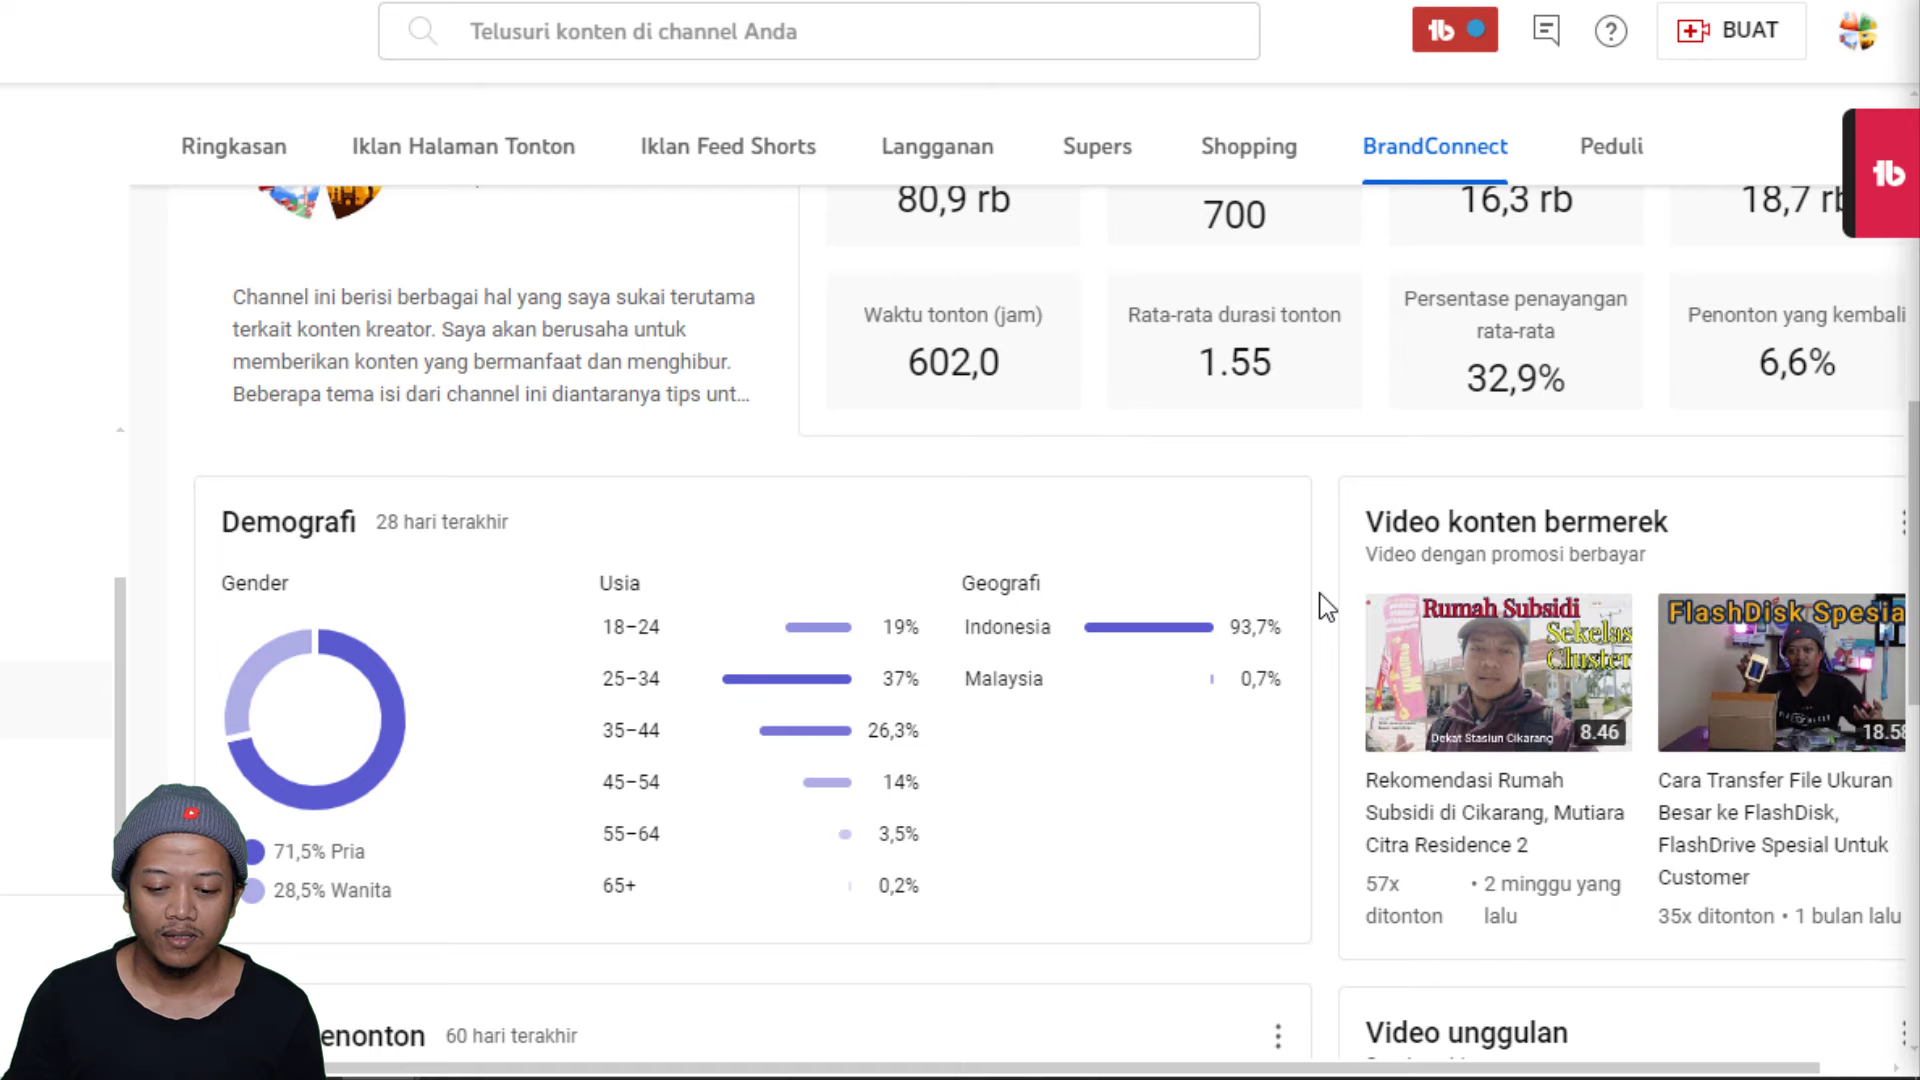 Telusuri konten di channel Anda
BUAT
Ringkasan
Iklan Halaman Tonton
Iklan Feed Shorts
Langganan
Supers
Shopping
BrandConnect
Peduli
80,9 rb
700
16,3 rb
18,7 rb
Channel ini berisi berbagai hal yang saya sukai terutama
terkait konten kreator. Saya akan berusaha untuk
memberikan konten yang bermanfaat dan menghibur.
Beberapa tema isi dari channel ini diantaranya tips unt...
Waktu tonton (jam)
602,0
Rata-rata durasi tonton
1.55
Persentase penayangan
rata-rata
32,9%
Penonton yang kembali
6,6%
Demografi 28 hari terakhir
Gender
71,5% Pria
28,5% Wanita
Usia
18–24 19%
25–34 37%
35–44 26,3%
45–54 14%
55–64 3,5%
65+ 0,2%
Geografi
Indonesia 93,7%
Malaysia 0,7%
Video konten bermerek
Video dengan promosi berbayar
Rumah Subsidi
Sekelas
Cluster
Dekat Stasiun Cikarang
8.46
Rekomendasi Rumah
Subsidi di Cikarang, Mutiara
Citra Residence 2
57x
ditonton
• 2 minggu yang
lalu
FlashDisk Spesia
18.58
Cara Transfer File Ukuran
Besar ke FlashDisk,
FlashDrive Spesial Untuk
Customer
35x ditonton • 1 bulan lalu
enonton 60 hari terakhir
Video unggulan